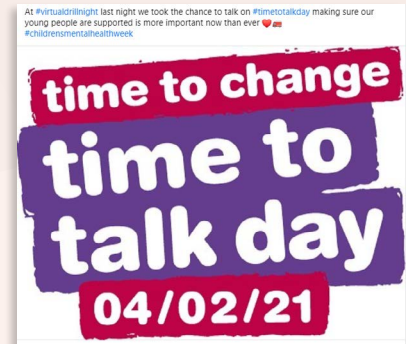 At #virtualdrillnight last night we took the chance to talk on #timetotalkday making sure our
young people are supported is more important now than ever
#childrensmentalhealthweek
time to change
time to
talk day
04/02/21